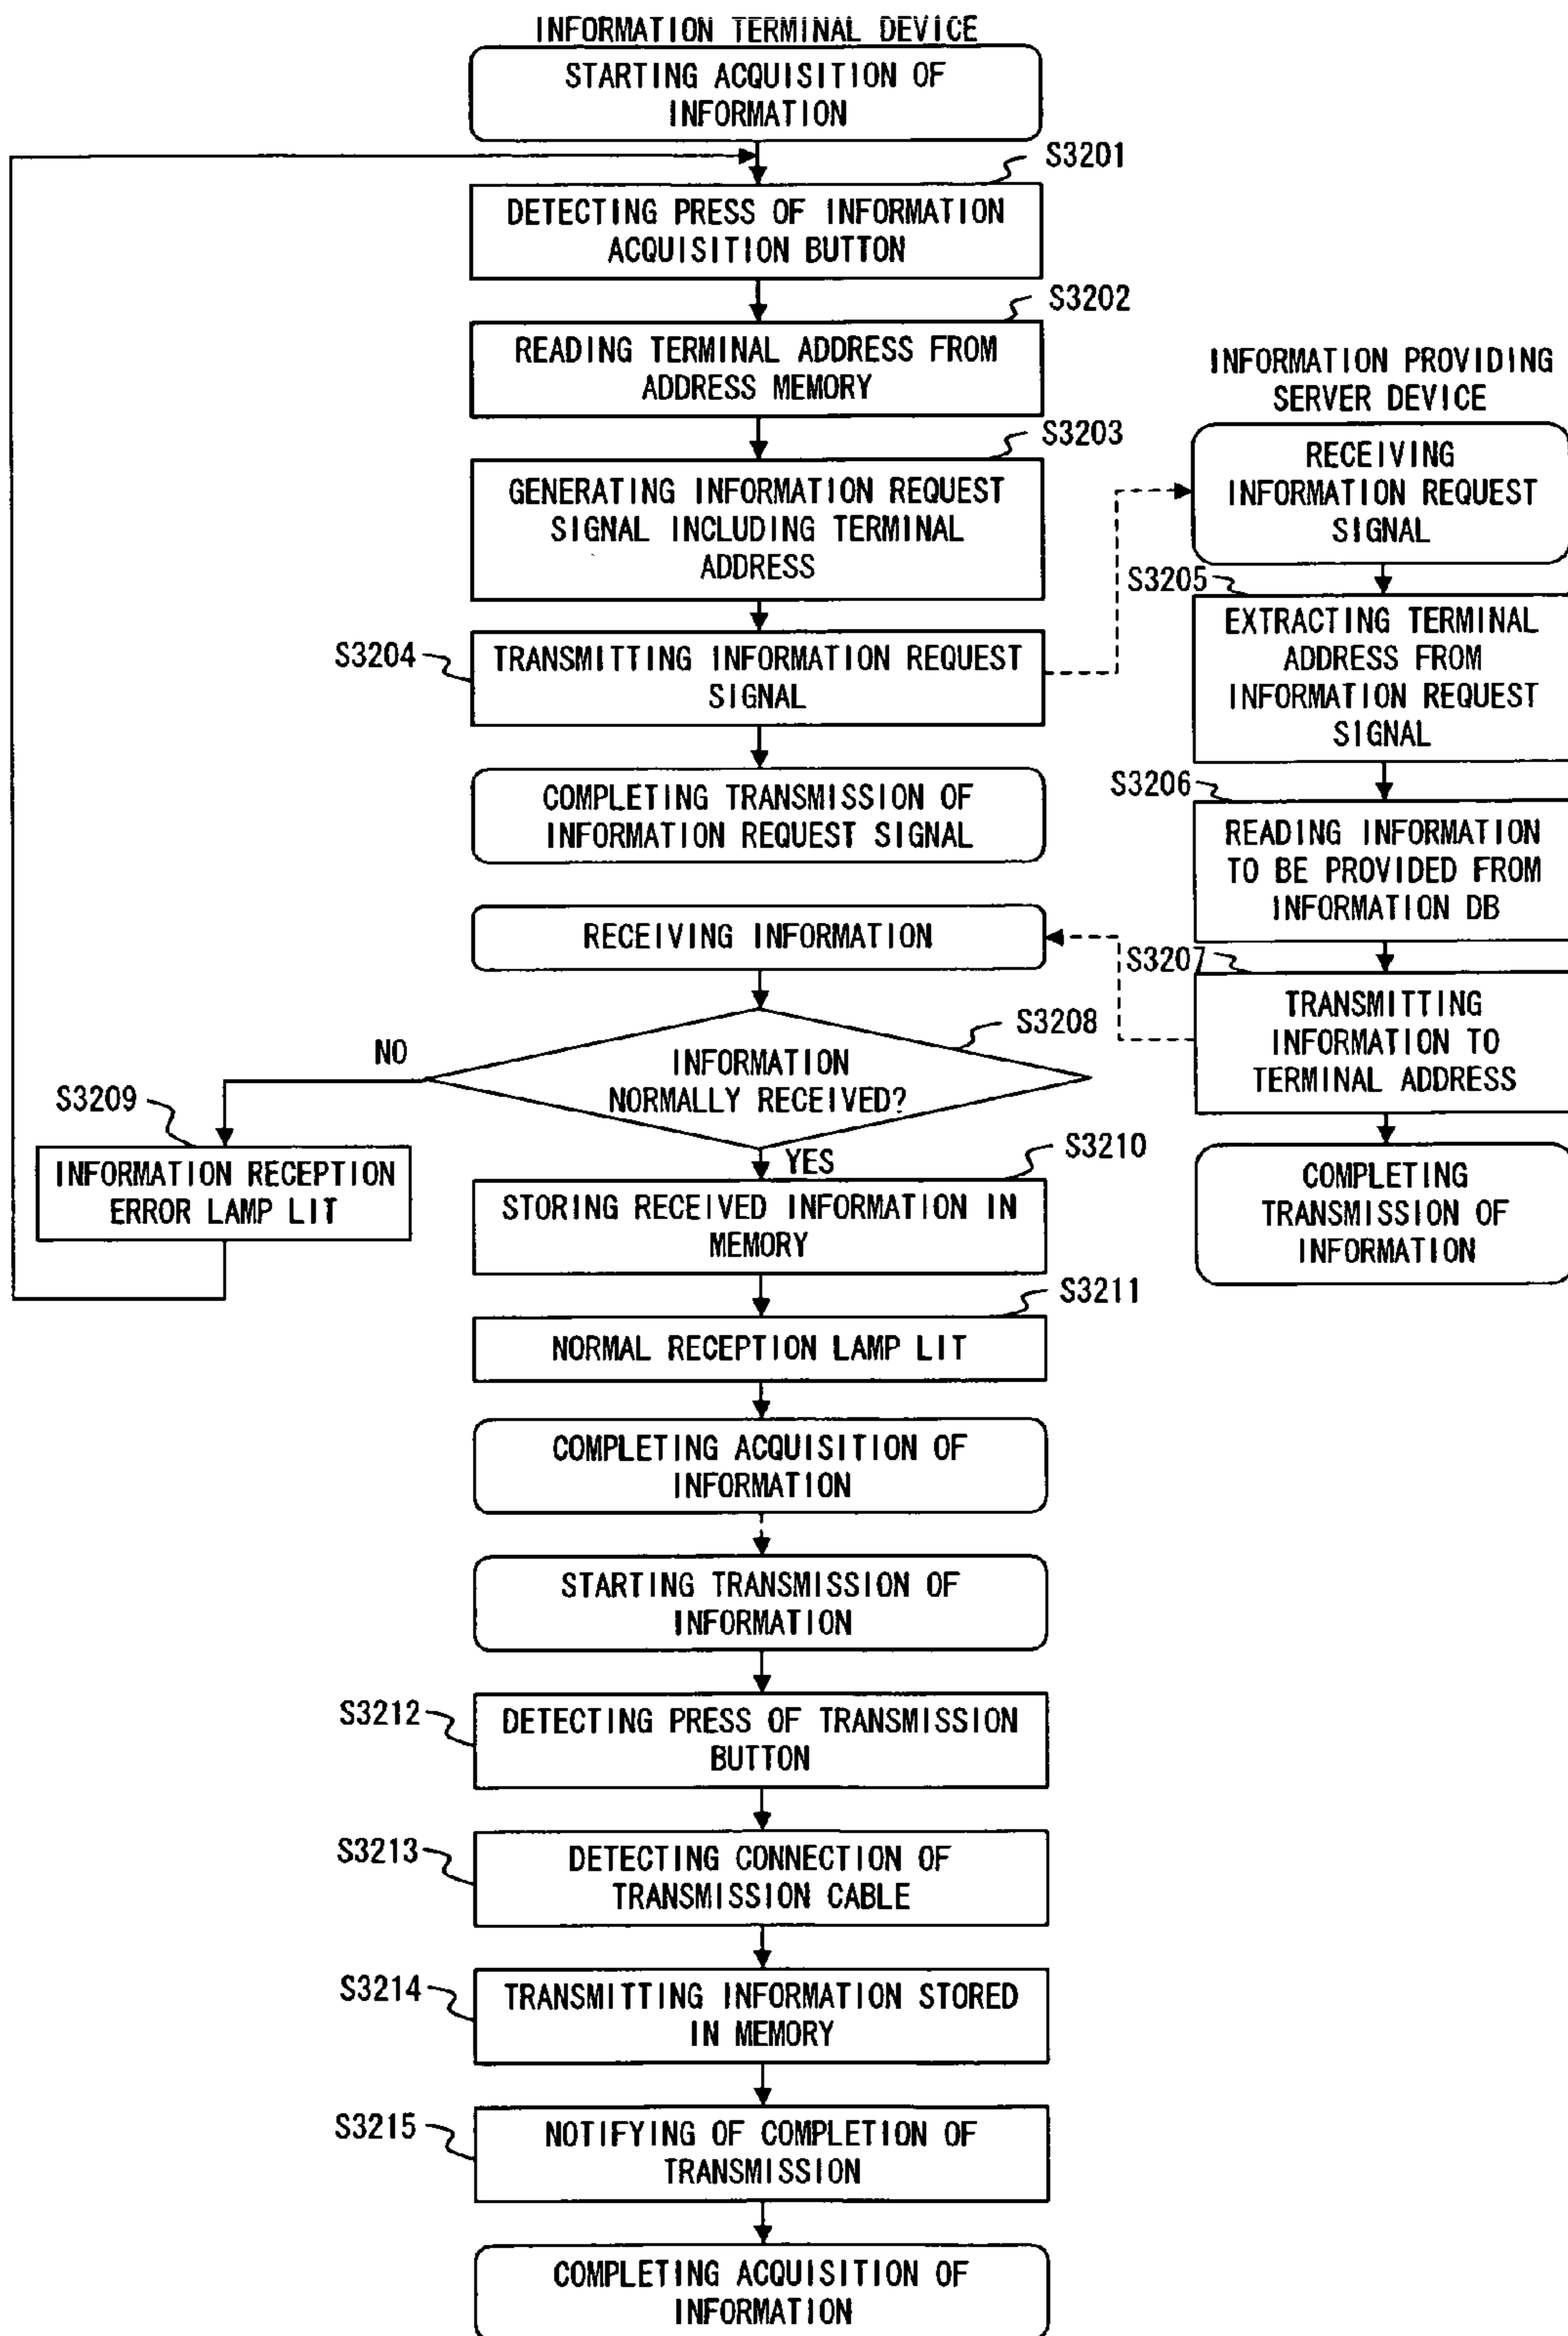 INFORMATION TERMINAL DEVICE
STARTING ACQUISITION OF
INFORMATION
S3201
DETECTING PRESS OF INFORMATION
ACQUISITION BUTTON
S3202
READING TERMINAL ADDRESS FROM
ADDRESS MEMORY
S3203
GENERATING INFORMATION REQUEST
SIGNAL INCLUDING TERMINAL
ADDRESS
S3204
TRANSMITTING INFORMATION REQUEST
SIGNAL
COMPLETING TRANSMISSION OF
INFORMATION REQUEST SIGNAL
INFORMATION PROVIDING
SERVER DEVICE
RECEIVING
INFORMATION REQUEST
SIGNAL
S3205
EXTRACTING TERMINAL
ADDRESS FROM
INFORMATION REQUEST
SIGNAL
S3206
READING INFORMATION
TO BE PROVIDED FROM
INFORMATION DB
S3207
TRANSMITTING
INFORMATION TO
TERMINAL ADDRESS
COMPLETING
TRANSMISSION OF
INFORMATION
RECEIVING INFORMATION
S3208
INFORMATION
NORMALLY RECEIVED?
NO
S3209
INFORMATION RECEPTION
ERROR LAMP LIT
YES
S3210
STORING RECEIVED INFORMATION IN
MEMORY
S3211
NORMAL RECEPTION LAMP LIT
COMPLETING ACQUISITION OF
INFORMATION
STARTING TRANSMISSION OF
INFORMATION
S3212
DETECTING PRESS OF TRANSMISSION
BUTTON
S3213
DETECTING CONNECTION OF
TRANSMISSION CABLE
S3214
TRANSMITTING INFORMATION STORED
IN MEMORY
S3215
NOTIFYING OF COMPLETION OF
TRANSMISSION
COMPLETING ACQUISITION OF
INFORMATION